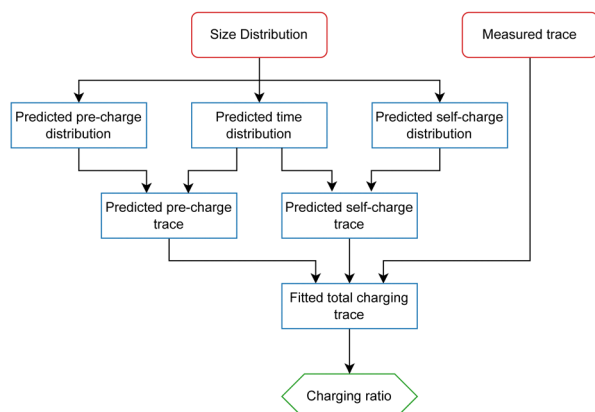 Size Distribution
Measured trace
Predicted pre-charge
distribution
Predicted time
distribution
Predicted self-charge
distribution
Predicted pre-charge
trace
Predicted self-charge
trace
Fitted total charging
trace
Charging ratio